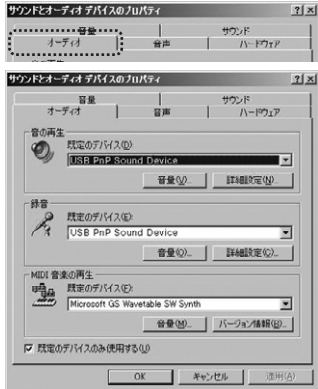 サウンドとオーディオ デバイスのプロパティ
音量 サウンド
オーディオ 音声 ハードウェア
サウンドとオーディオ デバイスのプロパティ
音量 サウンド
オーディオ 音声 ハードウェア
音の再生
既定のデバイス(D):
USB PnP Sound Device
音量(V)... 詳細設定(N)...
録音
既定のデバイス(E):
USB PnP Sound Device
音量(O)... 詳細設定(C)...
MIDI 音楽の再生
既定のデバイス(F):
Microsoft GS Wavetable SW Synth
音量(M)... バージョン情報(B)...
既定のデバイスのみ使用する(U)
OK キャンセル 適用(A)